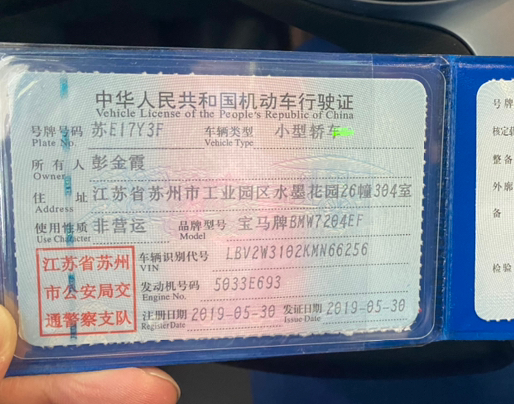 中华人民共和国机动车行驶证
Vehicle License of the People's Republic of China
号牌号码 苏E17Y3F 车辆类型 小型轿车
Plate No. Vehicle Type
所有人 彭金霞
Owner
住址 江苏省苏州市工业园区水墨花园26幢304室
Address
使用性质 非营运 品牌型号 宝马牌BMW7204EF
Use Character Model
江苏省苏州
市公安局交
通警察支队
车辆识别代号 LBV2W3102KMN66256
VIN
发动机号码 5033E693
Engine No.
注册日期 2019-05-30 发证日期 2019-05-30
Register Date Issue Date
号牌
核定
整备
外廓
备
检验